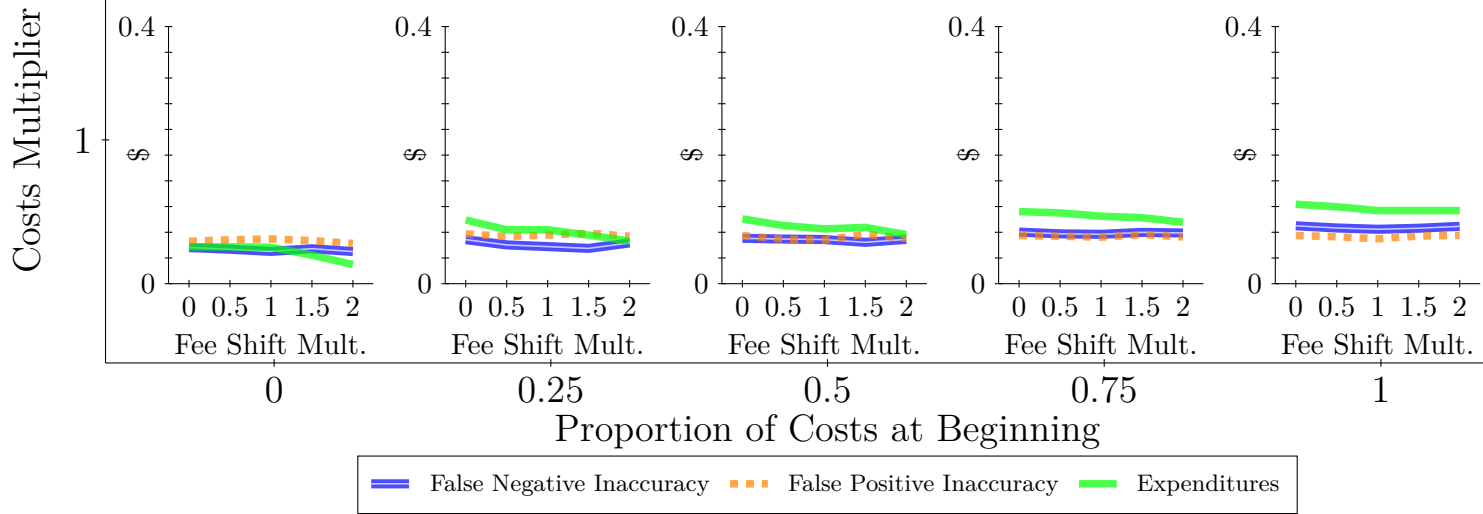 Costs Multiplier
1
0.4 0.4 0.4 0.4 0.4
$ $ $ $ $
0 0 0 0 0
0 0.5 1 1.5 2 0 0.5 1 1.5 2 0 0.5 1 1.5 2 0 0.5 1 1.5 2 0 0.5 1 1.5 2
Fee Shift Mult. Fee Shift Mult. Fee Shift Mult. Fee Shift Mult. Fee Shift Mult.
0 0.25 0.5 0.75 1
Proportion of Costs at Beginning
False Negative Inaccuracy False Positive Inaccuracy Expenditures